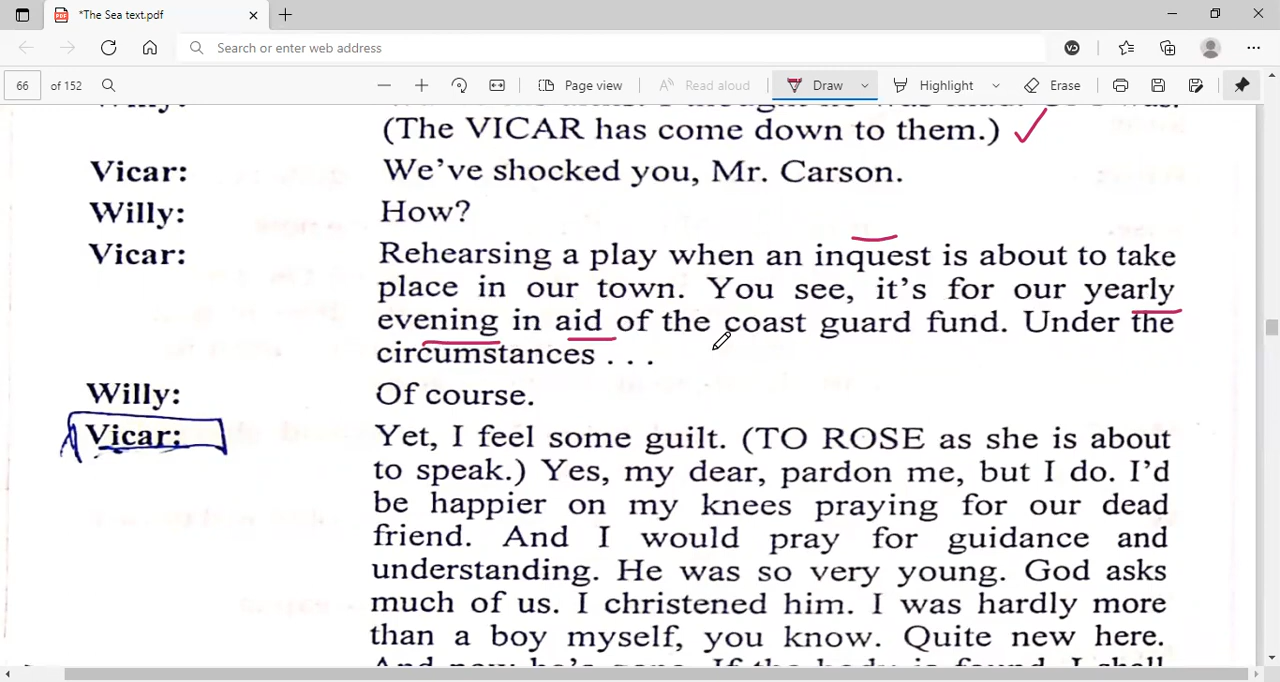 *The Sea text.pdf
Search or enter web address
66 of 152 Page view Read aloud Draw Highlight Erase
(The VICAR has come down to them.)
Vicar: We've shocked you, Mr. Carson.
Willy: How?
Vicar: Rehearsing a play when an inquest is about to take
place in our town. You see, it's for our yearly
evening in aid of the coast guard fund. Under the
circumstances . . .
Willy: Of course.
Vicar: Yet, I feel some guilt. (TO ROSE as she is about
to speak.) Yes, my dear, pardon me, but I do. I'd
be happier on my knees praying for our dead
friend. And I would pray for guidance and
understanding. He was so very young. God asks
much of us. I christened him. I was hardly more
than a boy myself, you know. Quite new here.